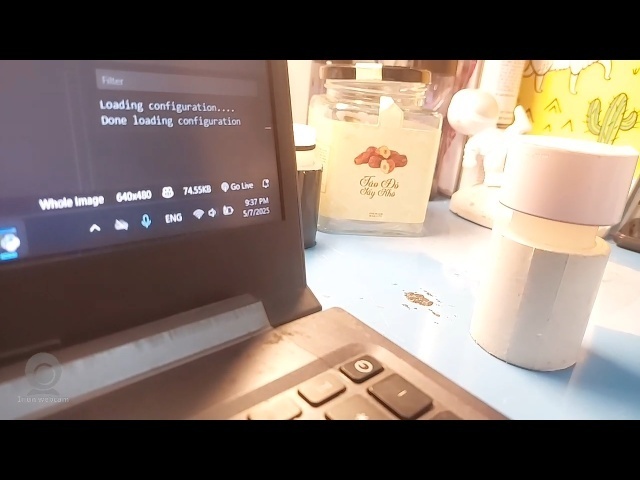 Filter
Loading configuration....
Done loading configuration
Whole Image 640x480 74.55KB Go Live
ENG 9:37 PM
5/7/2025
Táo Đỏ
Sấy Khô